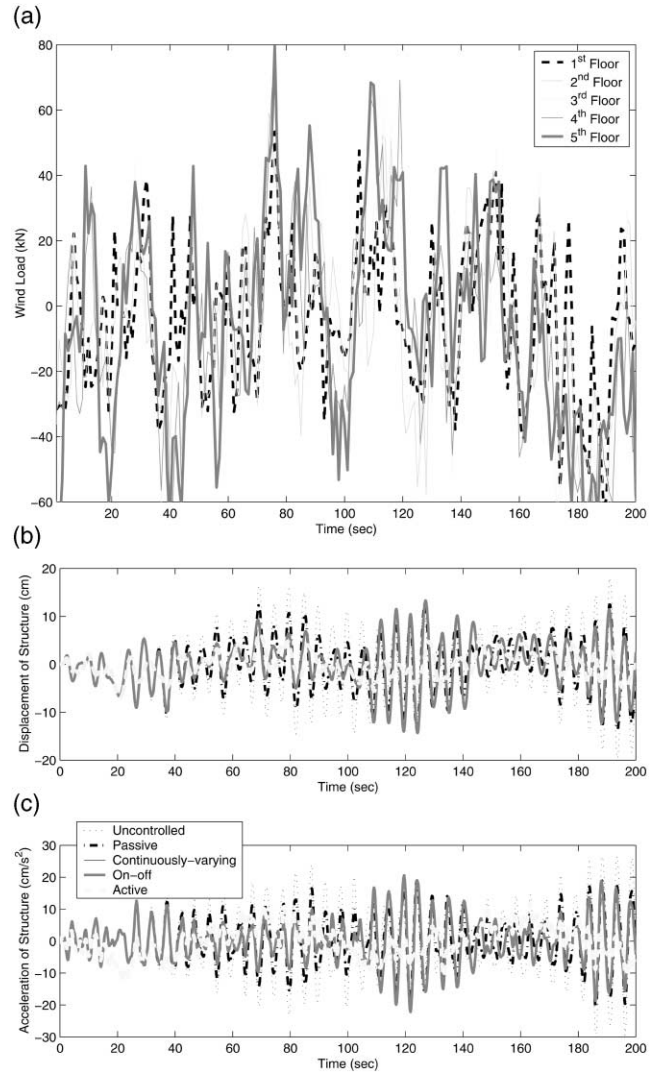 (a)
80
60
40
20
0
-20
-40
-60
Wind Load (kN)
1st Floor
2nd Floor
3rd Floor
4th Floor
5th Floor
20 40 60 80 100 120 140 160 180 200
Time (sec)
(b)
20
10
0
-10
-20
Displacement of Structure (cm)
0 20 40 60 80 100 120 140 160 180 200
Time (sec)
(c)
Uncontrolled
Passive
Continuously-varying
On-off
Active
30
20
10
0
-10
-20
-30
Acceleration of Structure (cm/s²)
0 20 40 60 80 100 120 140 160 180 200
Time (sec)